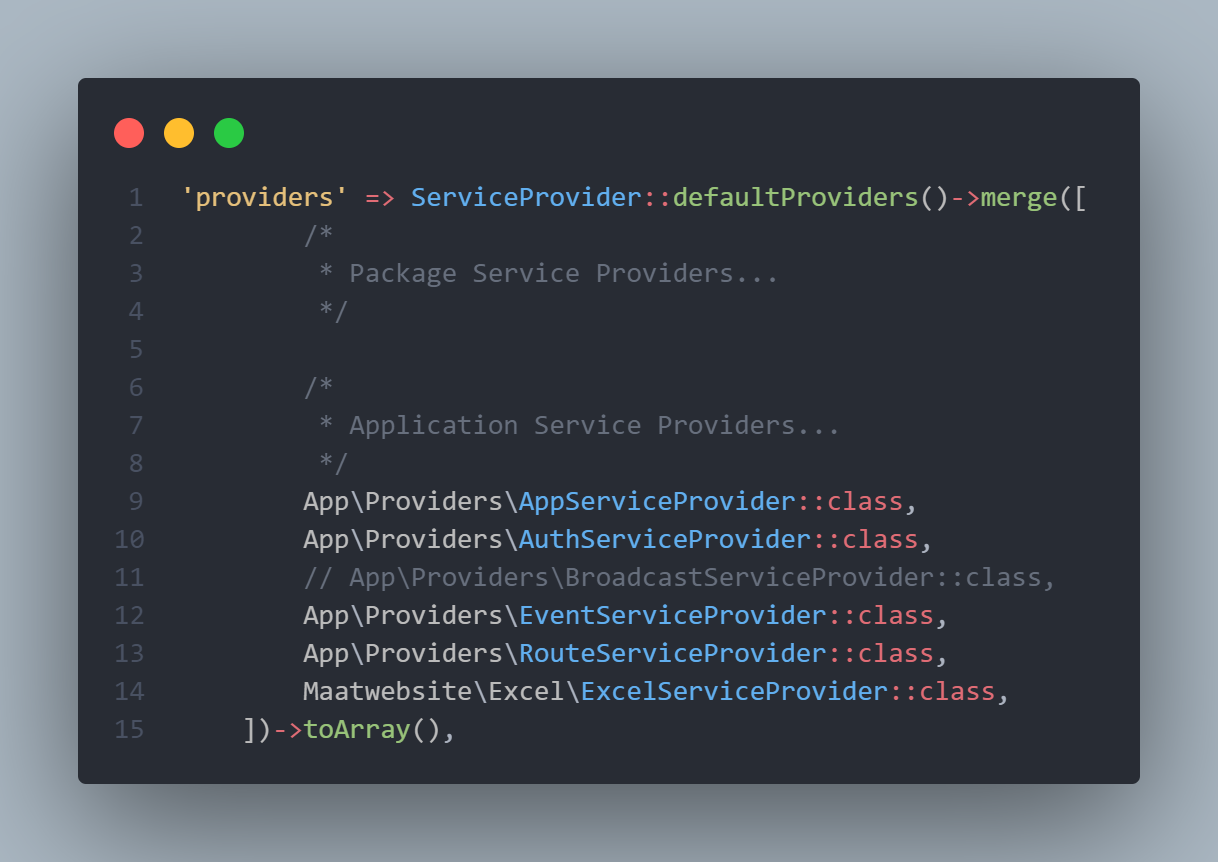 1 'providers' => ServiceProvider::defaultProviders()->merge([
2 /*
3 * Package Service Providers...
4 */
5
6 /*
7 * Application Service Providers...
8 */
9 App\Providers\AppServiceProvider::class,
10 App\Providers\AuthServiceProvider::class,
11 // App\Providers\BroadcastServiceProvider::class,
12 App\Providers\EventServiceProvider::class,
13 App\Providers\RouteServiceProvider::class,
14 Maatwebsite\Excel\ExcelServiceProvider::class,
15 ])->toArray(),